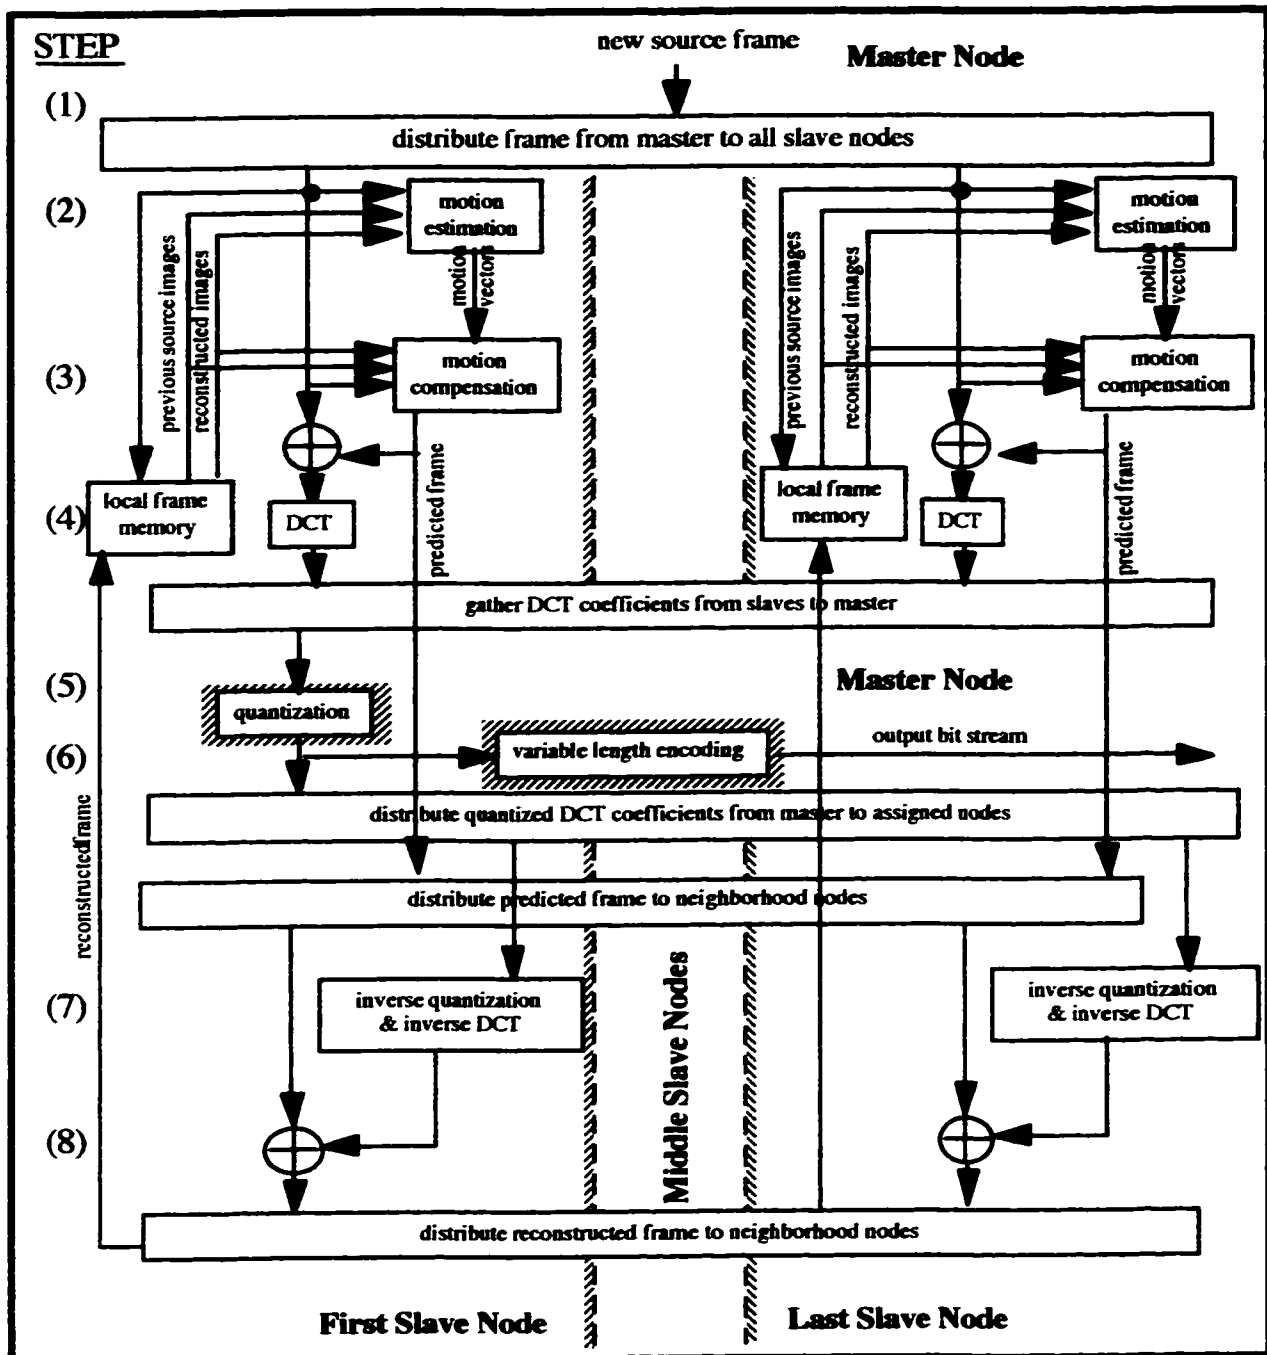 STEP
new source frame
Master Node
(1)
distribute frame from master to all slave nodes
(2)
motion
estimation
motion
estimation
previous source images
reconstructed images
motion
vectors
previous source images
reconstructed images
motion
vectors
(3)
motion
compensation
motion
compensation
(4)
local frame
memory
DCT
predicted frame
local frame
memory
DCT
predicted frame
gather DCT coefficients from slaves to master
(5)
Master Node
quantization
(6)
variable length encoding
output bit stream
distribute quantized DCT coefficients from master to assigned nodes
reconstructed frame
distribute predicted frame to neighborhood nodes
(7)
inverse quantization
& inverse DCT
Middle Slave Nodes
inverse quantization
& inverse DCT
(8)
distribute reconstructed frame to neighborhood nodes
First Slave Node
Last Slave Node